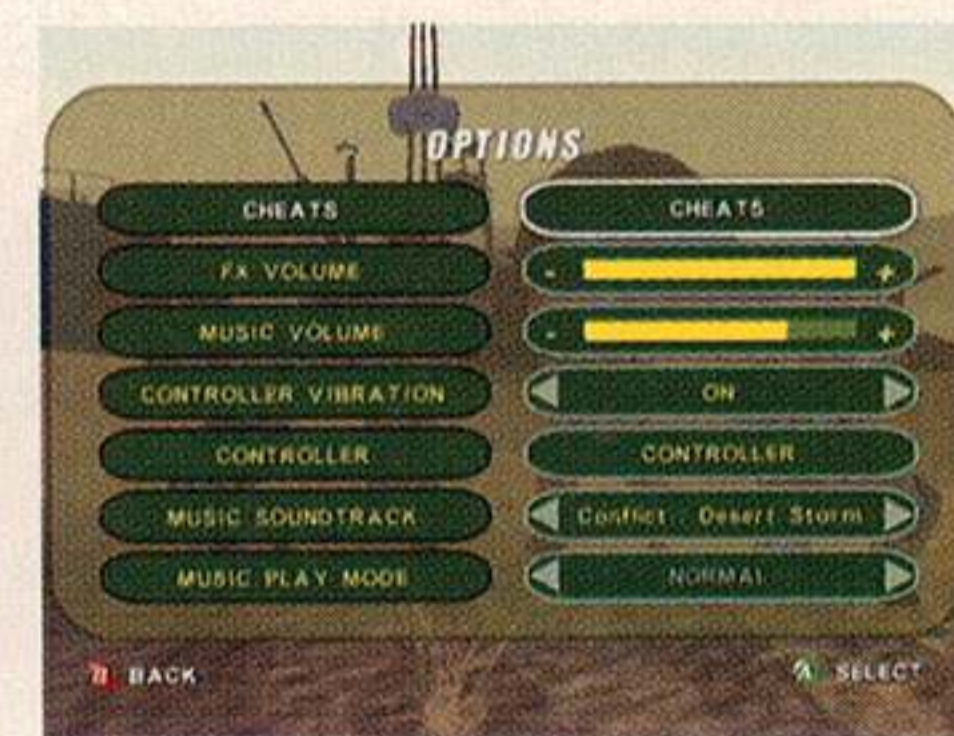 OPTIONS
CHEATS CHEATS
FX VOLUME - +
MUSIC VOLUME - +
CONTROLLER VIBRATION ON
CONTROLLER CONTROLLER
MUSIC SOUNDTRACK Conflict Desert Storm
MUSIC PLAY MODE NORMAL
B BACK A SELECT